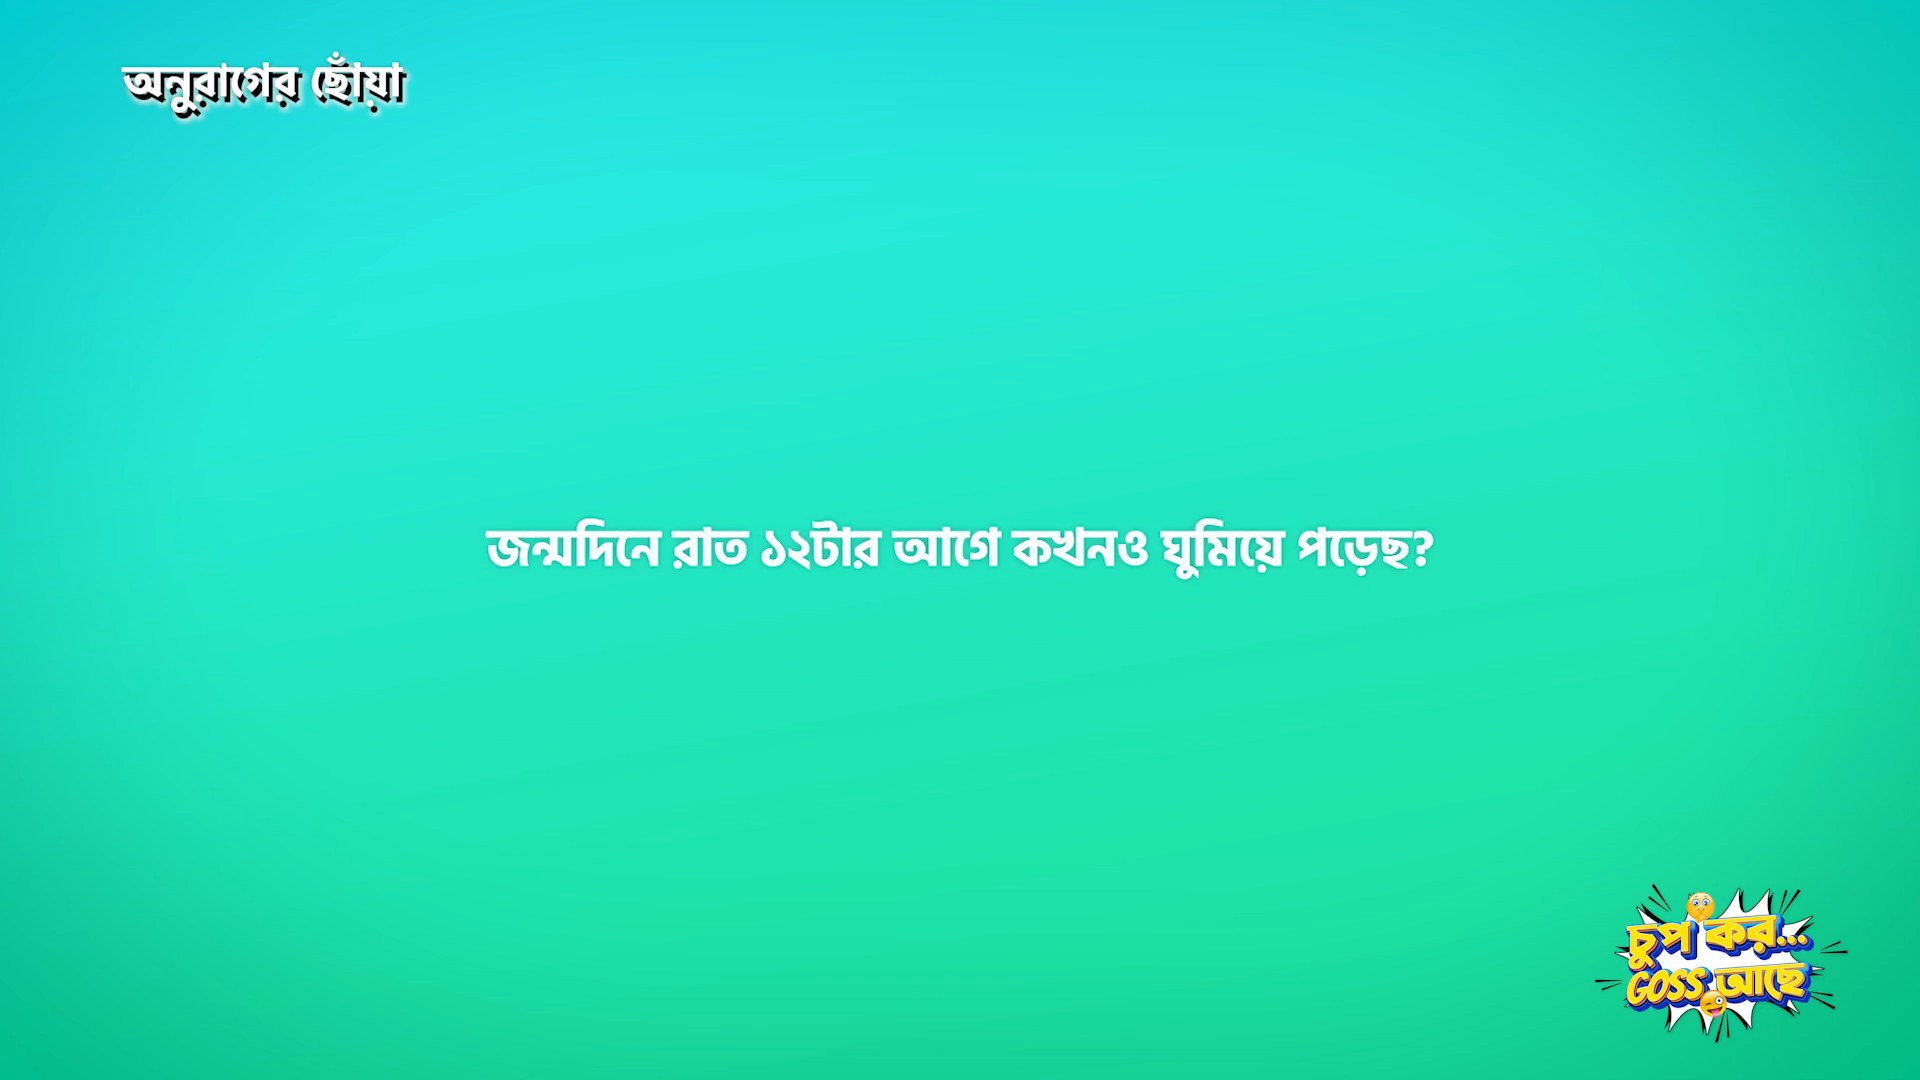 অনুরাগের ছোঁয়া
জন্মদিনে রাত ১২টার আগে কখনও ঘুমিয়ে পড়েছ?
চুপ কর...
GOSS আছে